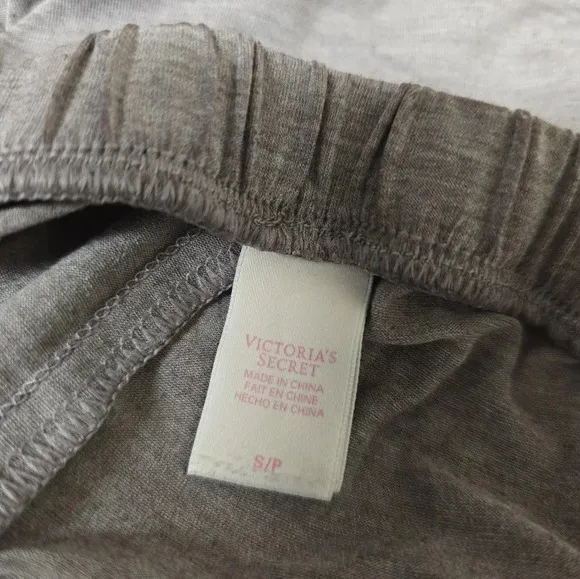 VICTORIA'S
SECRET
MADE IN CHINA
FAIT EN CHINE
HECHO EN CHINA
S/P